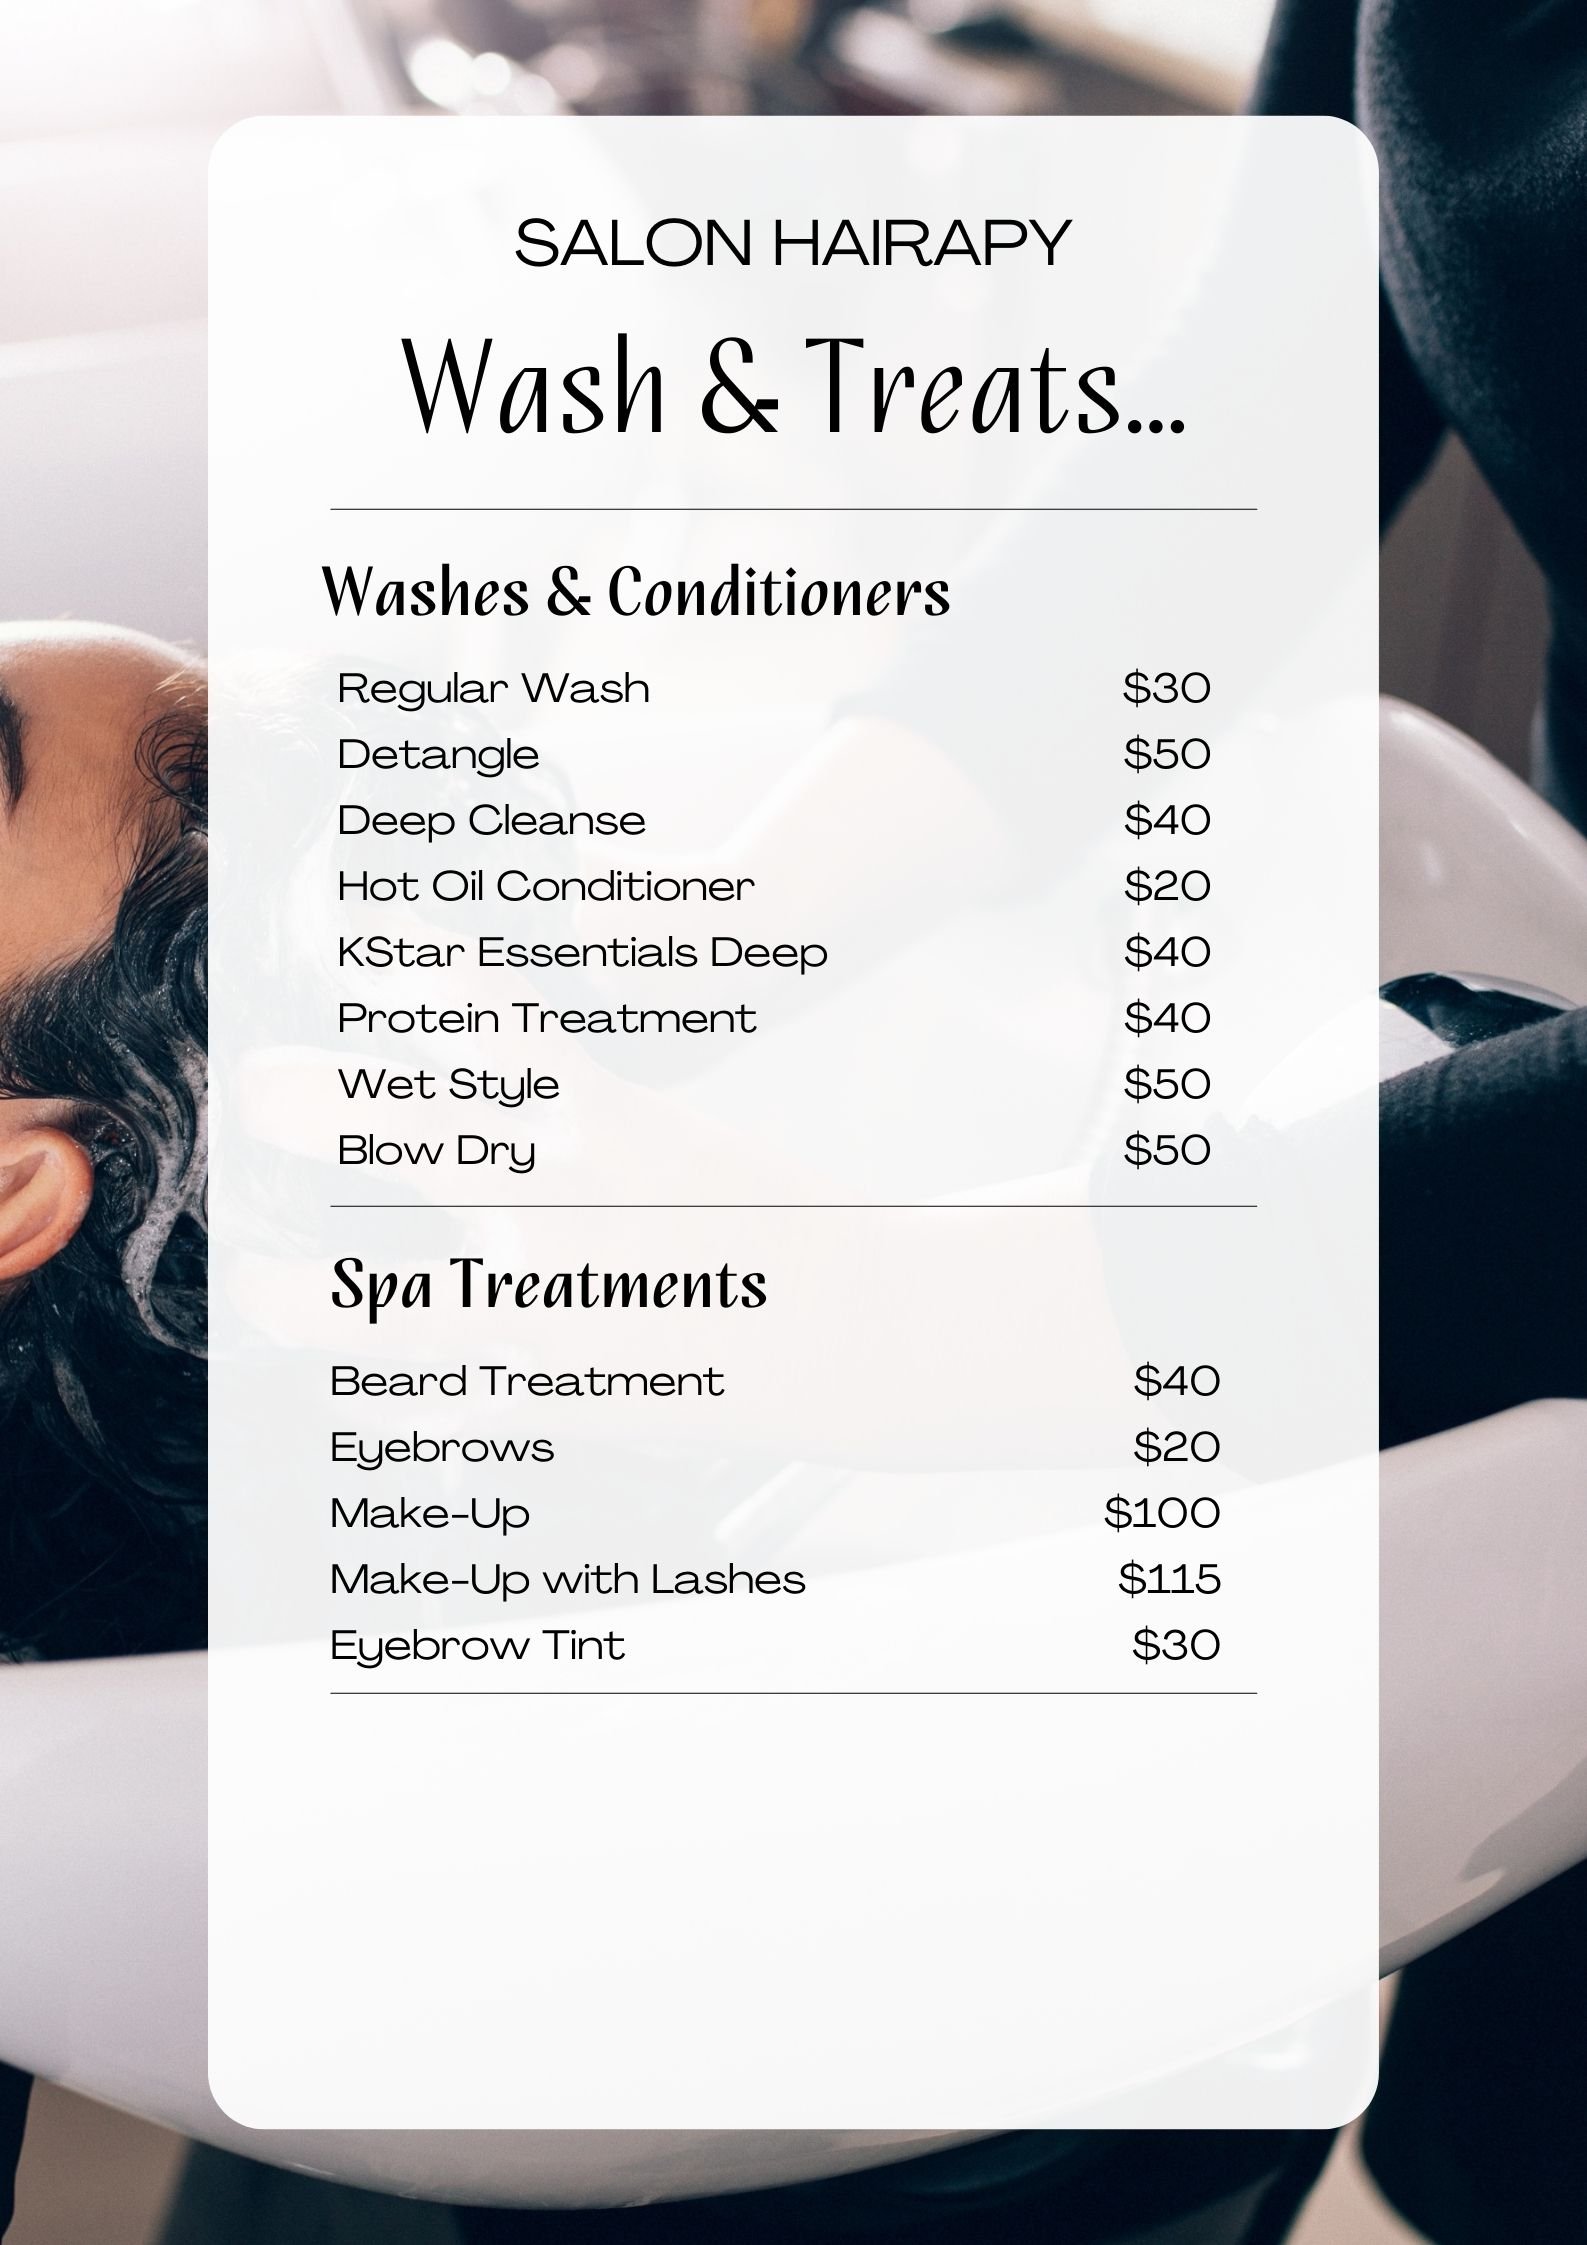 SALON HAIRAPY
Wash & Treats...
Washes & Conditioners
Regular Wash $30
Detangle $50
Deep Cleanse $40
Hot Oil Conditioner $20
KStar Essentials Deep $40
Protein Treatment $40
Wet Style $50
Blow Dry $50
Spa Treatments
Beard Treatment $40
Eyebrows $20
Make-Up $100
Make-Up with Lashes $115
Eyebrow Tint $30